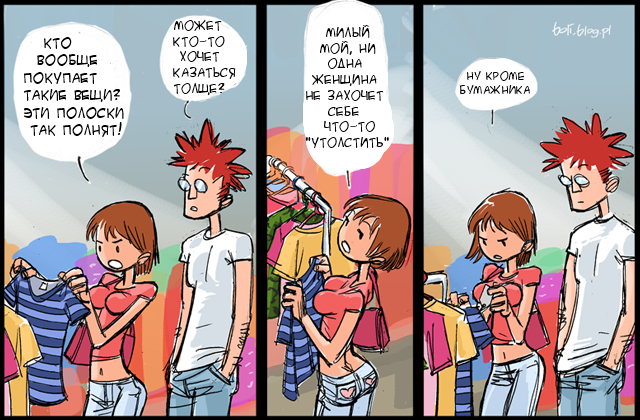 КТО
ВООБЩЕ
ПОКУПАЕТ
ТАКИЕ ВЕЩИ?
ЭТИ ПОЛОСКИ
ТАК ПОЛНЯТ!
МОЖЕТ
КТО-ТО
ХОЧЕТ
КАЗАТЬСЯ
ТОЛЩЕ?
МИЛЫЙ
МОЙ, НИ
ОДНА
ЖЕНЩИНА
НЕ ЗАХОЧЕТ
СЕБЕ
ЧТО-ТО
"УТОЛСТИТЬ"
НУ КРОМЕ
БУМАЖНИКА
boli.blog.pl